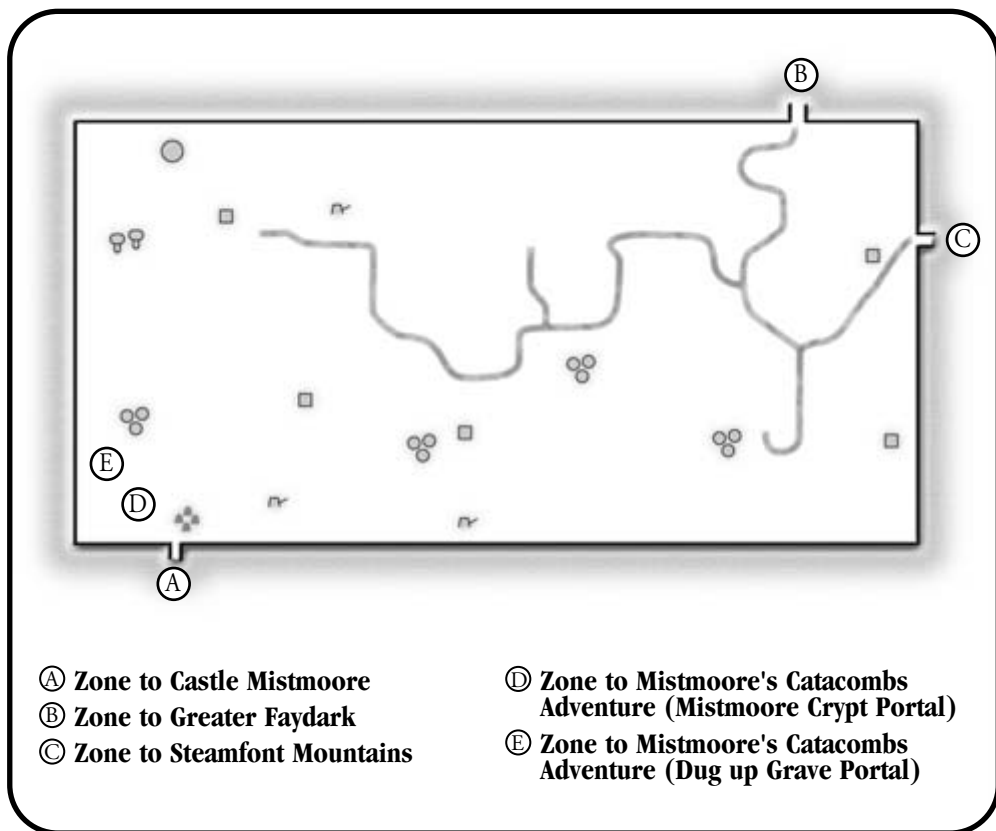 B
C
E
D
A
Ⓐ Zone to Castle Mistmoore
Ⓑ Zone to Greater Faydark
Ⓒ Zone to Steamfont Mountains
Ⓓ Zone to Mistmoore's Catacombs
Adventure (Mistmoore Crypt Portal)
Ⓔ Zone to Mistmoore's Catacombs
Adventure (Dug up Grave Portal)